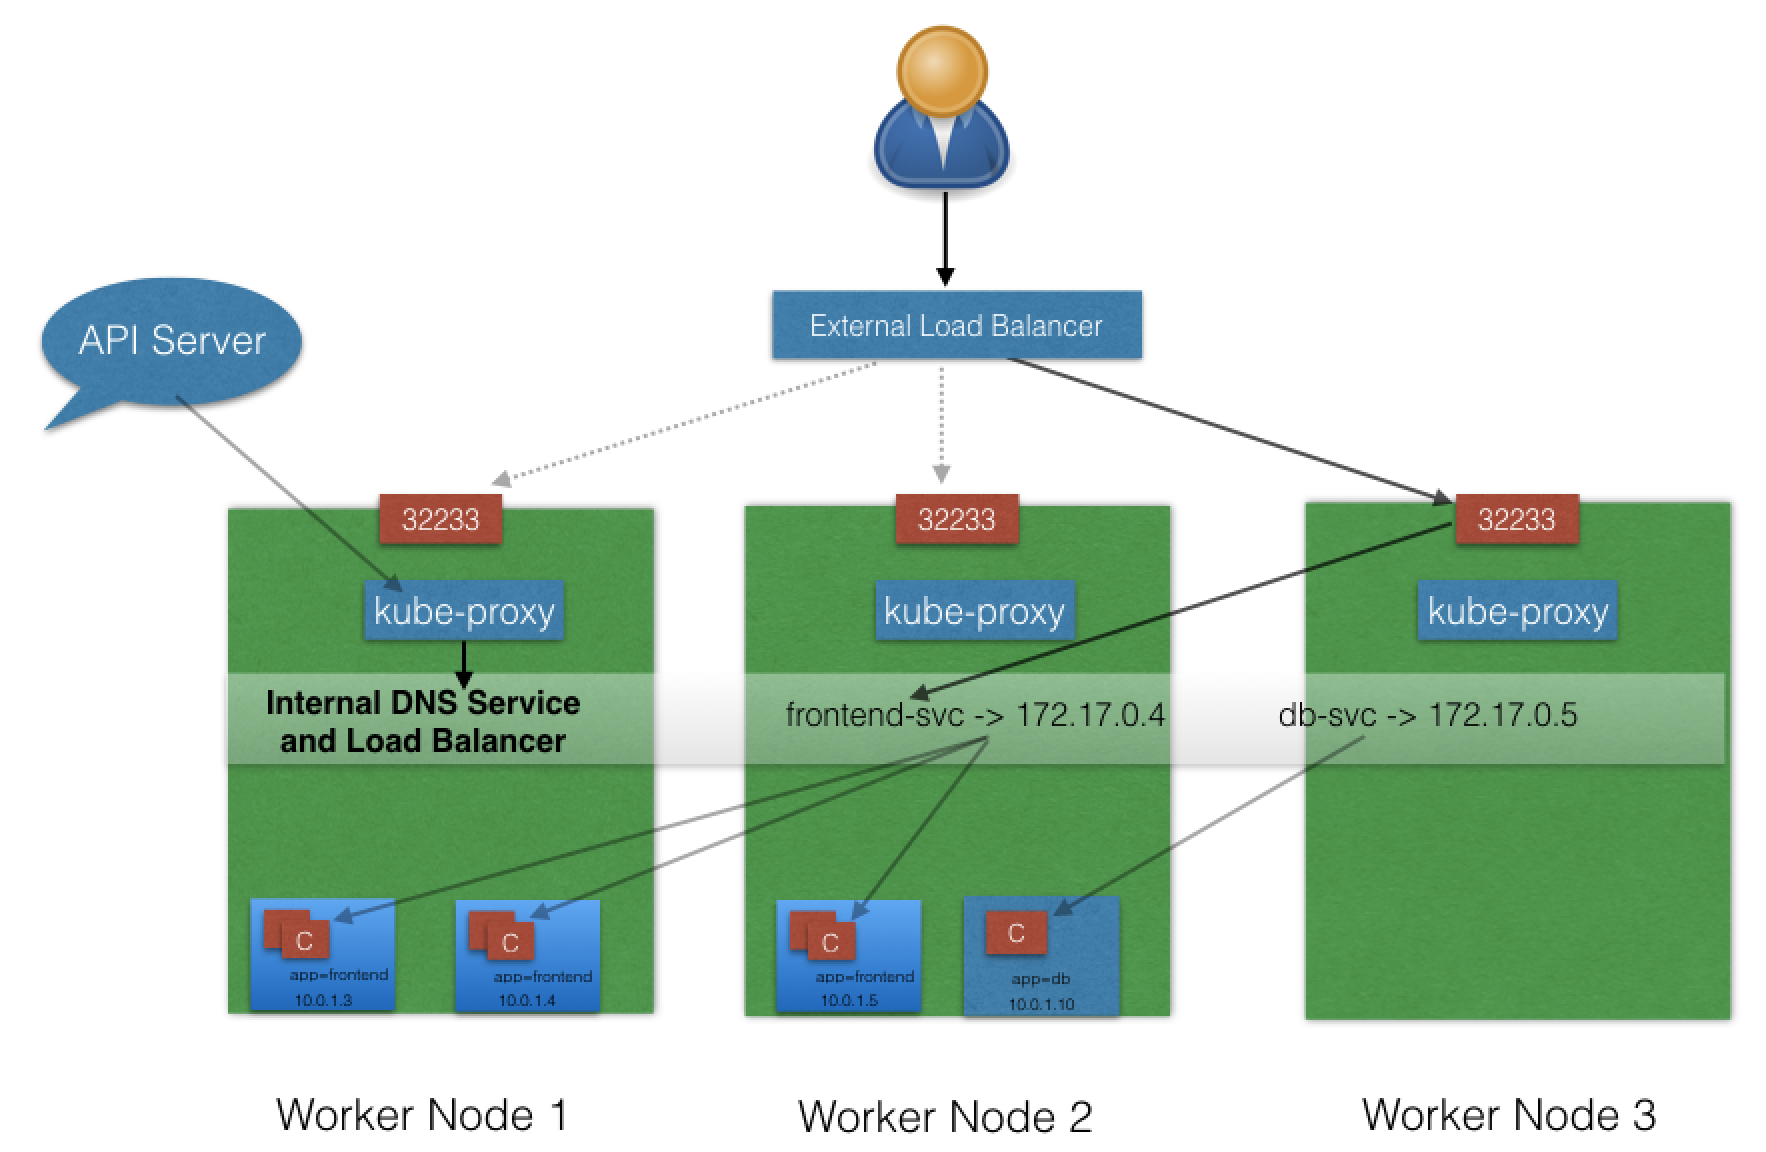 External Load Balancer
API Server
32233
32233
32233
kube-proxy
kube-proxy
kube-proxy
Internal DNS Service
and Load Balancer
frontend-svc -> 172.17.0.4
db-svc -> 172.17.0.5
C
app=frontend
10.0.1.3
C
app=frontend
10.0.1.4
C
app=frontend
10.0.1.5
C
app=db
10.0.1.10
Worker Node 1
Worker Node 2
Worker Node 3